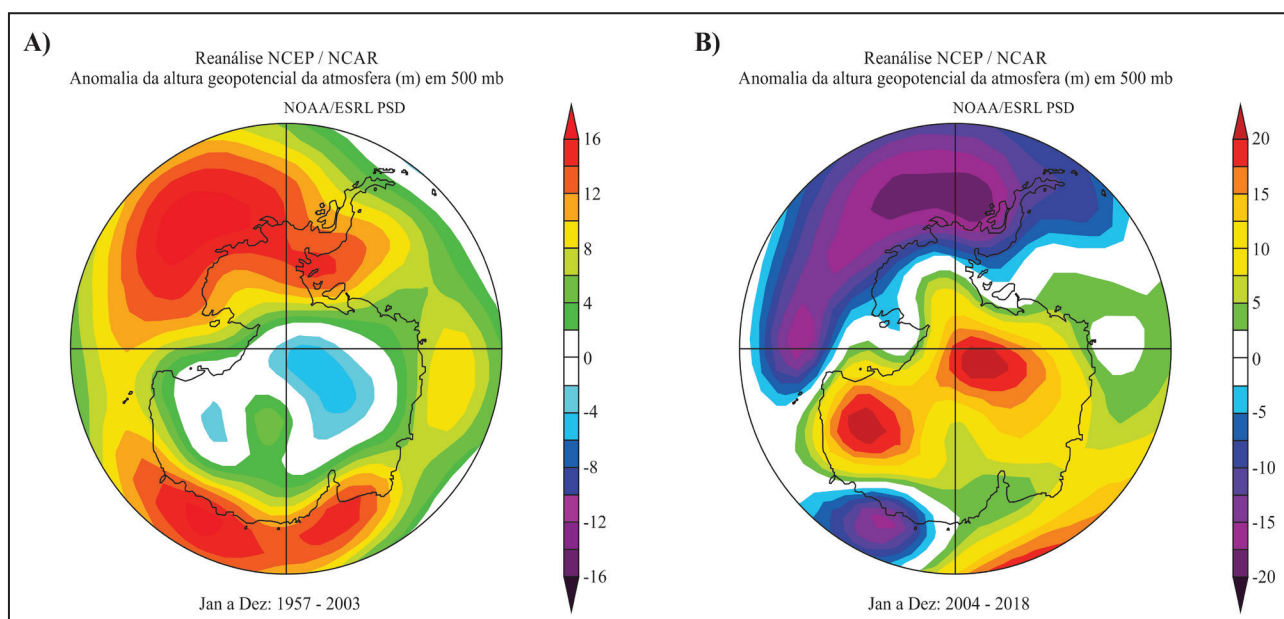 A)
Reanálise NCEP / NCAR
Anomalia da altura geopotencial da atmosfera (m) em 500 mb
NOAA/ESRL PSD
16
12
8
4
0
-4
-8
-12
-16
Jan a Dez: 1957 - 2003
B)
Reanálise NCEP / NCAR
Anomalia da altura geopotencial da atmosfera (m) em 500 mb
NOAA/ESRL PSD
20
15
10
5
0
-5
-10
-15
-20
Jan a Dez: 2004 - 2018